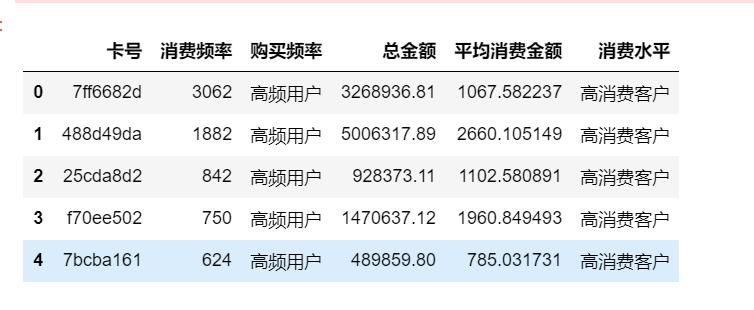 卡号 消费频率 购买频率 总金额 平均消费金额 消费水平
0 7ff6682d 3062 高频用户 3268936.81 1067.582237 高消费客户
1 488d49da 1882 高频用户 5006317.89 2660.105149 高消费客户
2 25cda8d2 842 高频用户 928373.11 1102.580891 高消费客户
3 f70ee502 750 高频用户 1470637.12 1960.849493 高消费客户
4 7bcba161 624 高频用户 489859.80 785.031731 高消费客户